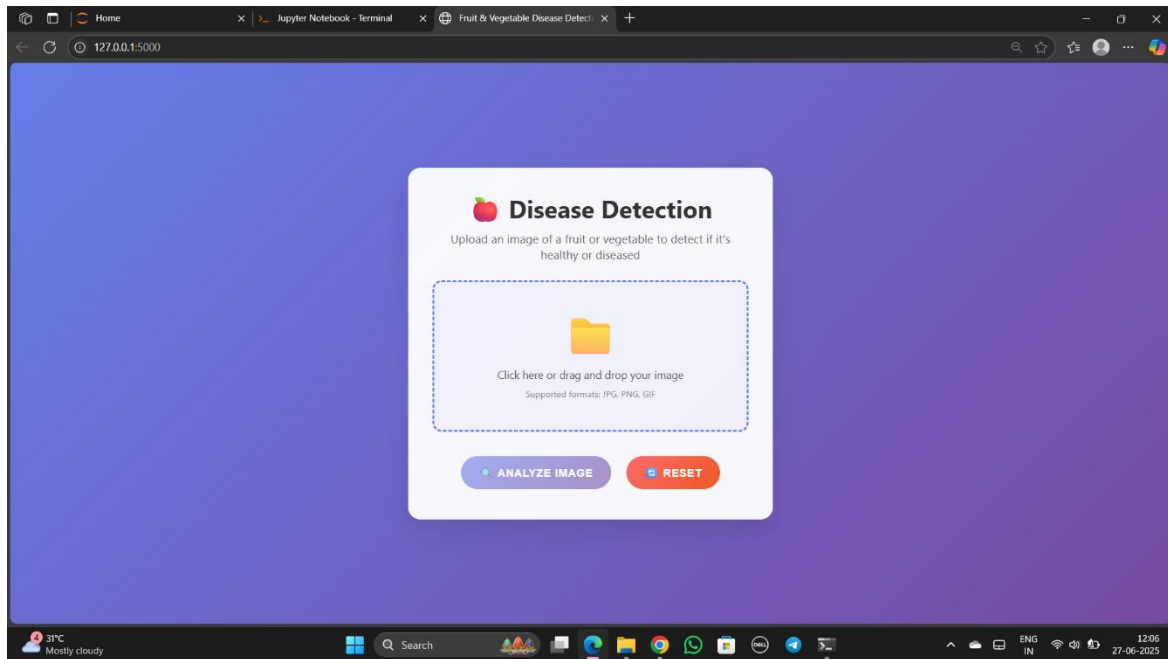 Home
Jupyter Notebook - Terminal
Fruit & Vegetable Disease Detecti
127.0.0.1:5000
Disease Detection
Upload an image of a fruit or vegetable to detect if it's
healthy or diseased
Click here or drag and drop your image
Supported formats: JPG, PNG, GIF
ANALYZE IMAGE
RESET
4
31°C
Mostly cloudy
Search
DELL
ENG
IN
12:06
27-06-2025